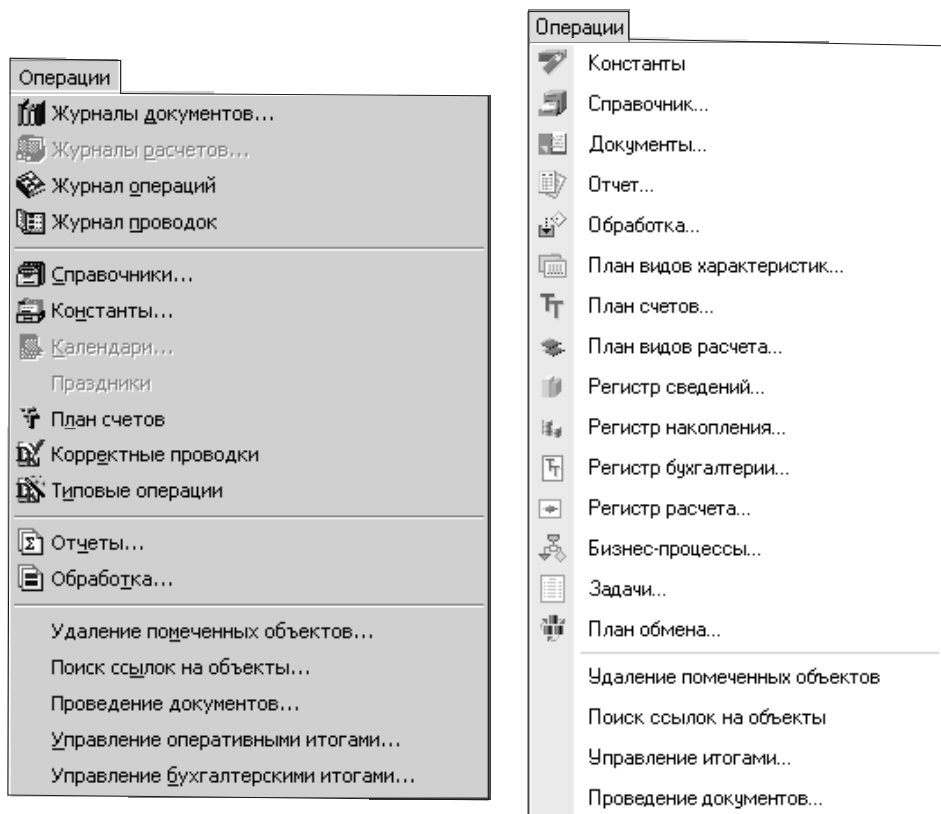 Операции
Журналы документов...
Журналы расчетов...
Журнал операций
Журнал проводок
Справочники...
Константы...
Календари...
Праздники
План счетов
Корректные проводки
Типовые операции
Отчеты...
Обработка...
Удаление помеченных объектов...
Поиск ссылок на объекты...
Проведение документов...
Управление оперативными итогами...
Управление бухгалтерскими итогами...
Операции
Константы
Справочник...
Документы...
Отчет...
Обработка...
План видов характеристик...
План счетов...
План видов расчета...
Регистр сведений...
Регистр накопления...
Регистр бухгалтерии...
Регистр расчета...
Бизнес-процессы...
Задачи...
План обмена...
Удаление помеченных объектов
Поиск ссылок на объекты
Управление итогами...
Проведение документов...